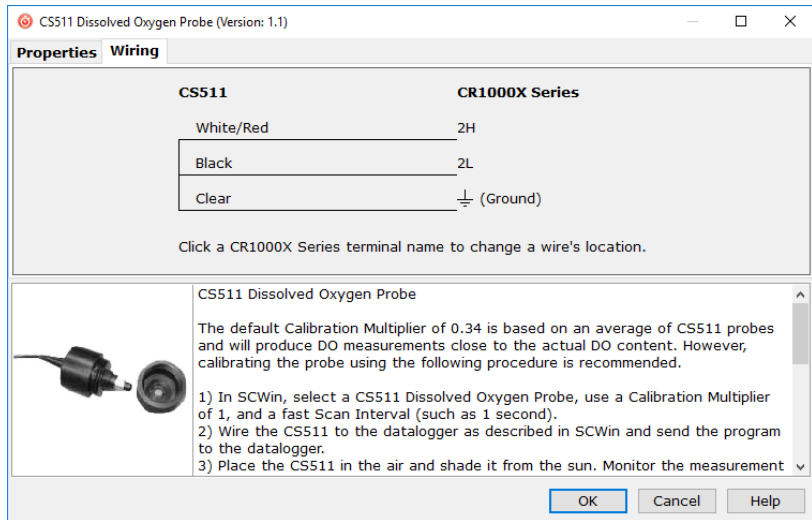 CS511 Dissolved Oxygen Probe (Version: 1.1)
Properties Wiring
CS511 CR1000X Series
White/Red 2H
Black 2L
Clear ⏚ (Ground)
Click a CR1000X Series terminal name to change a wire's location.
CS511 Dissolved Oxygen Probe
The default Calibration Multiplier of 0.34 is based on an average of CS511 probes
and will produce DO measurements close to the actual DO content. However,
calibrating the probe using the following procedure is recommended.
1) In SCWin, select a CS511 Dissolved Oxygen Probe, use a Calibration Multiplier
of 1, and a fast Scan Interval (such as 1 second).
2) Wire the CS511 to the datalogger as described in SCWin and send the program
to the datalogger.
3) Place the CS511 in the air and shade it from the sun. Monitor the measurement
OK Cancel Help